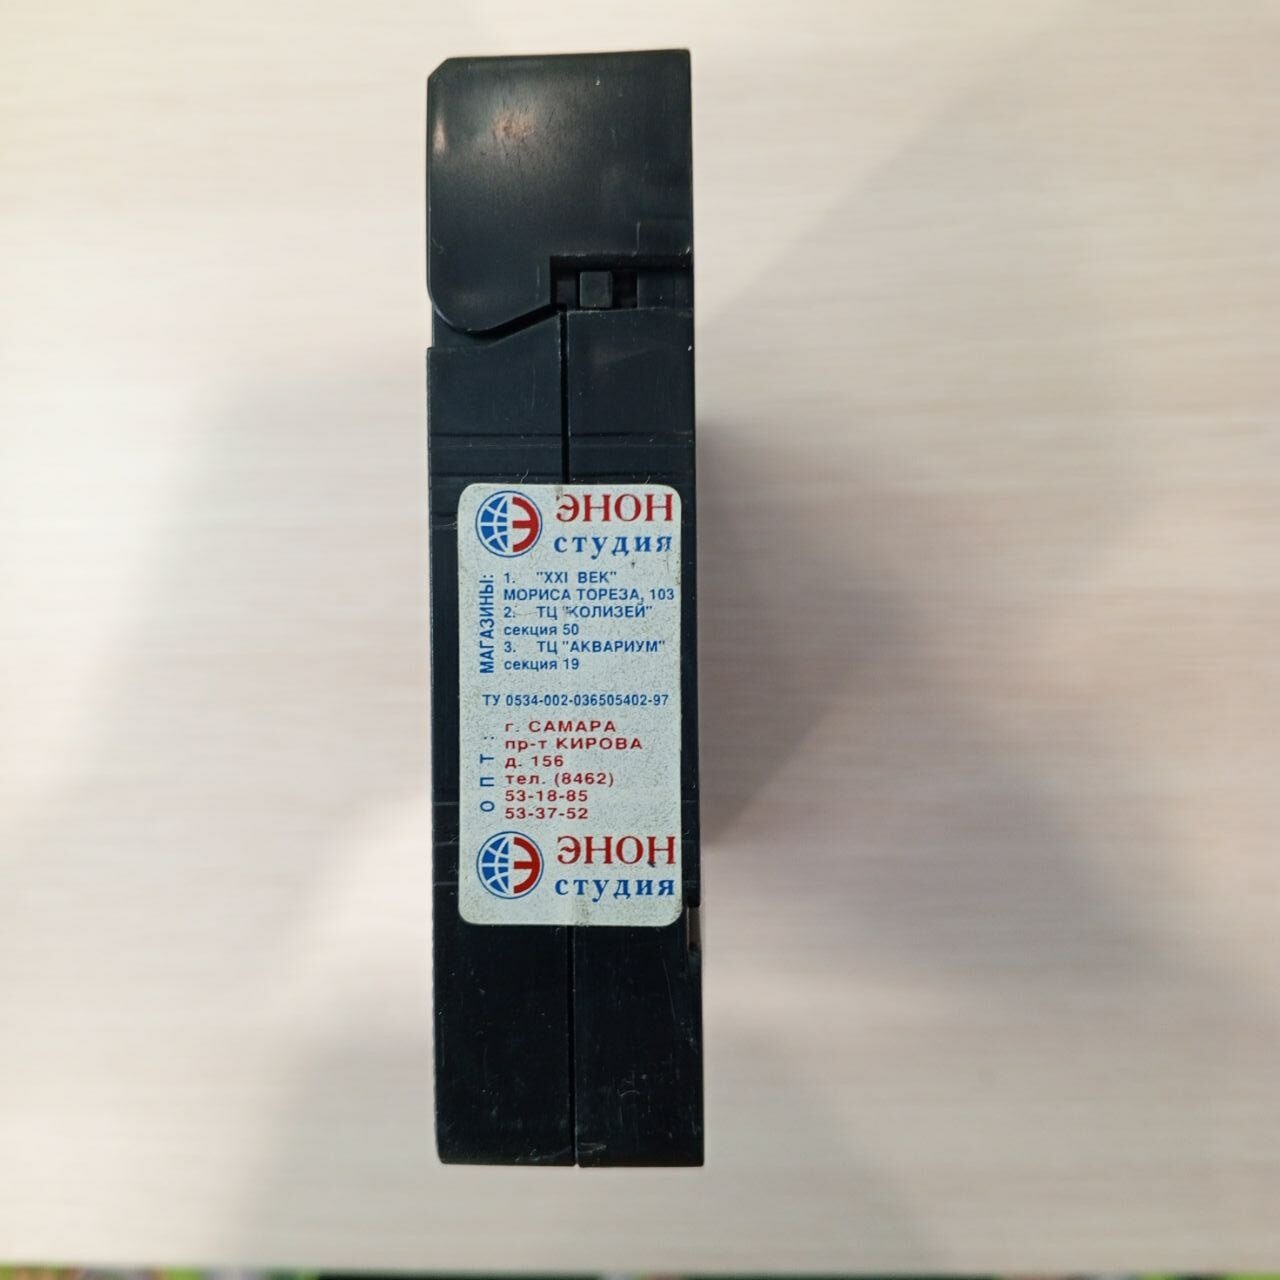 ЭНОН
студия
МАГАЗИНЫ:
1. "XXI ВЕК"
МОРИСА ТОРЕЗА, 103
2. ТЦ "КОЛИЗЕЙ"
секция 50
3. ТЦ "АКВАРИУМ"
секция 19
ТУ 0534-002-036505402-97
ОПТ:
г. САМАРА
пр-т КИРОВА
д. 156
тел. (8462)
53-18-85
53-37-52
ЭНОН
студия